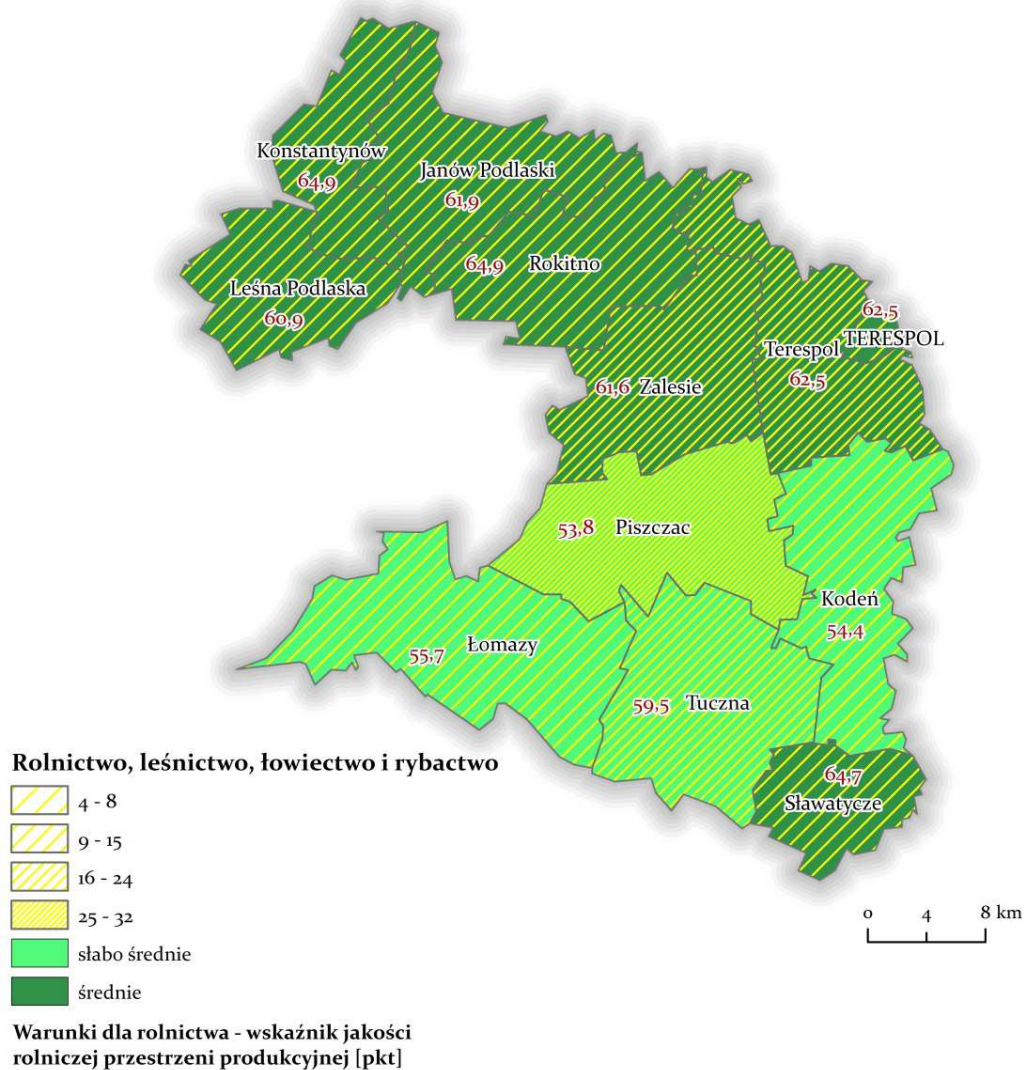 Konstantynów
64,9
Janów Podlaski
61,9
64,9 Rokitno
Leśna Podlaska
60,9
62,5
TERESPOL
Terespol
62,5
61,6 Zalesie
53,8 Piszczac
Kodeń
54,4
Łomazy
55,7
59,5 Tuczna
64,7
Sławatycze
Rolnictwo, leśnictwo, łowiectwo i rybactwo
4 - 8
9 - 15
16 - 24
25 - 32
słabo średnie
średnie
0 4 8 km
Warunki dla rolnictwa - wskaźnik jakości
rolniczej przestrzeni produkcyjnej [pkt]